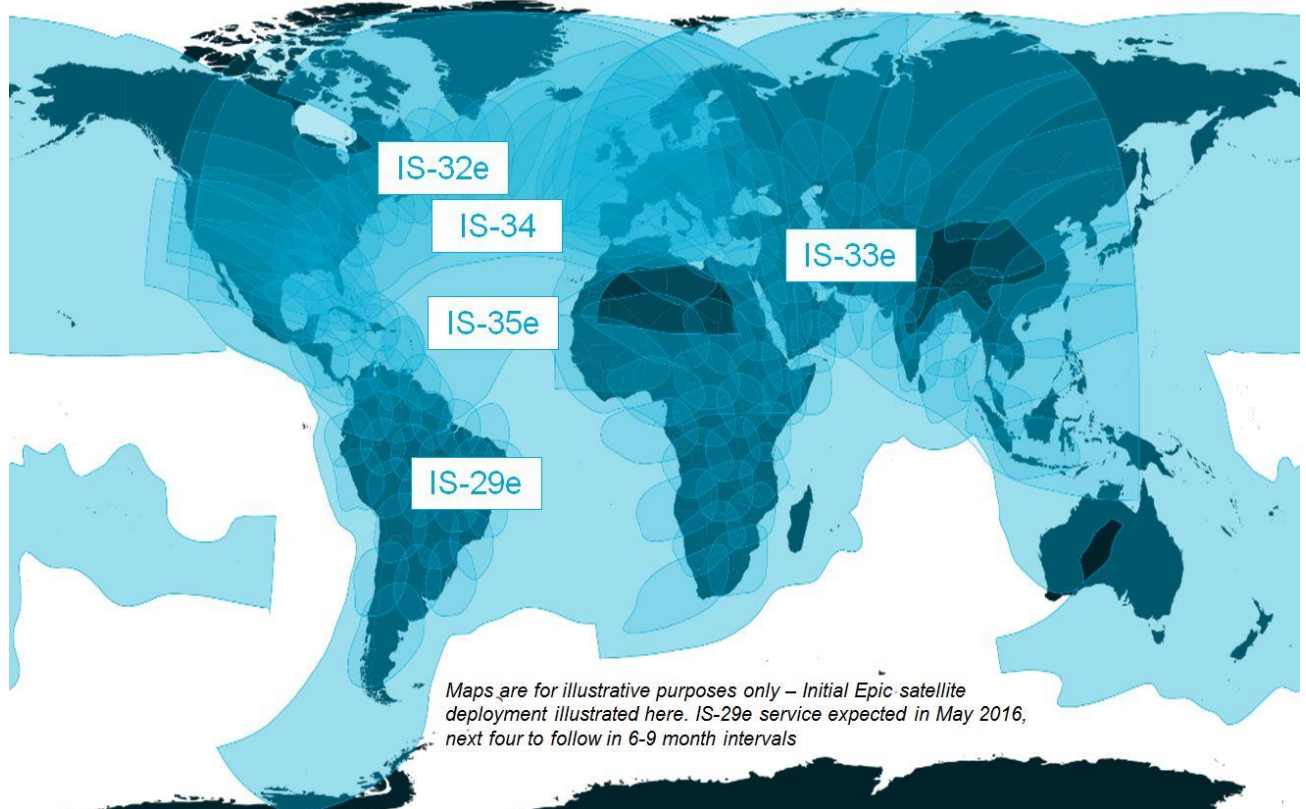 IS-32e
IS-34
IS-33e
IS-35e
IS-29e
Maps are for illustrative purposes only – Initial Epic satellite
deployment illustrated here. IS-29e service expected in May 2016,
next four to follow in 6-9 month intervals